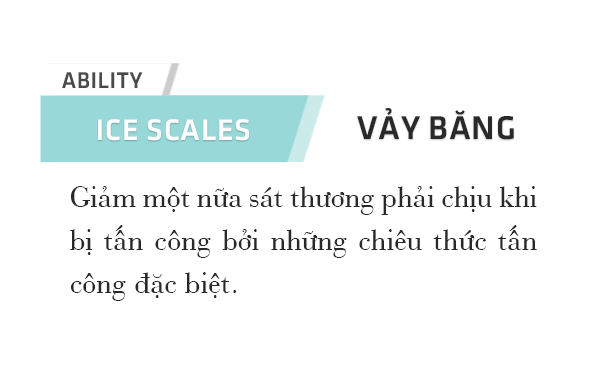 ABILITY
ICE SCALES
VẢY BĂNG
Giảm một nữa sát thương phải chịu khi
bị tấn công bởi những chiêu thức tấn
công đặc biệt.